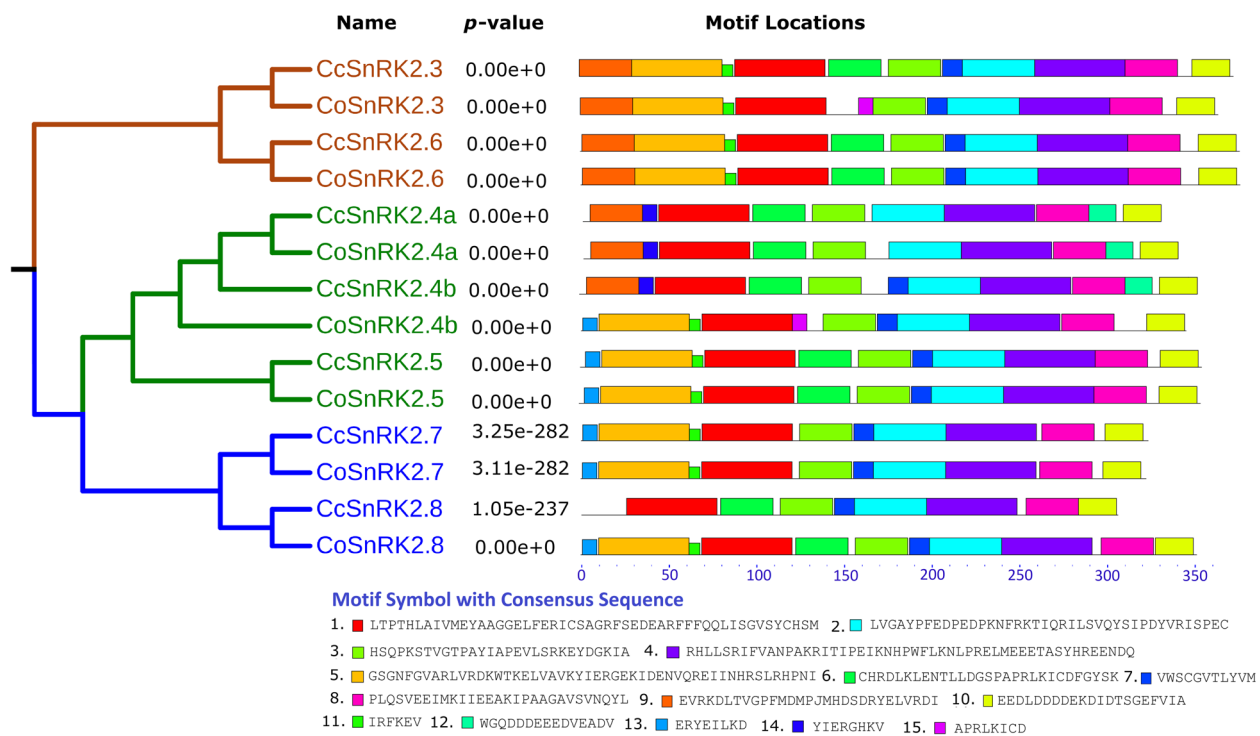 Name p-value Motif Locations
CcSnRK2.3 0.00e+0
CoSnRK2.3 0.00e+0
CcSnRK2.6 0.00e+0
CoSnRK2.6 0.00e+0
CcSnRK2.4a 0.00e+0
CoSnRK2.4a 0.00e+0
CcSnRK2.4b 0.00e+0
CoSnRK2.4b 0.00e+0
CcSnRK2.5 0.00e+0
CoSnRK2.5 0.00e+0
CcSnRK2.7 3.25e-282
CoSnRK2.7 3.11e-282
CcSnRK2.8 1.05e-237
CoSnRK2.8 0.00e+0
0 50 100 150 200 250 300 350
Motif Symbol with Consensus Sequence
1. LTPTHLAIVMEYAAGGELFERICSAGRFSEDEARFFFQQLISGVSYCHSM 2. LVGAYPFEDPEDPKNFRKTIQRILSVQYSIPDYVRISPEC
3. HSQPKSTVGTPAYIAPEVLSRKEYDGKIA 4. RHLLSRIFVANPAKRITIPEIKNHPWFLKNLPRELMEEETASYHREENDQ
5. GSGNFGVARLVRDKWTKELVAVKYIERGEKIDENVQREIINHRSLRHPNI 6. CHRDLKLENTLLDGSPAPRLKICDFGYSK 7. VWSCGVTLYVM
8. PLQSVEEIMKIIEEAKIPAAGAVSVNQYL 9. EVRKDLTVGPFMDMPJMHDSDRYELVRDI 10. EEDLDDDDEKDIDTSGEFVIA
11. IRFKEV 12. WGQDDDEEEDVEADV 13. ERYEILKD 14. YIERGHKV 15. APRLKICD